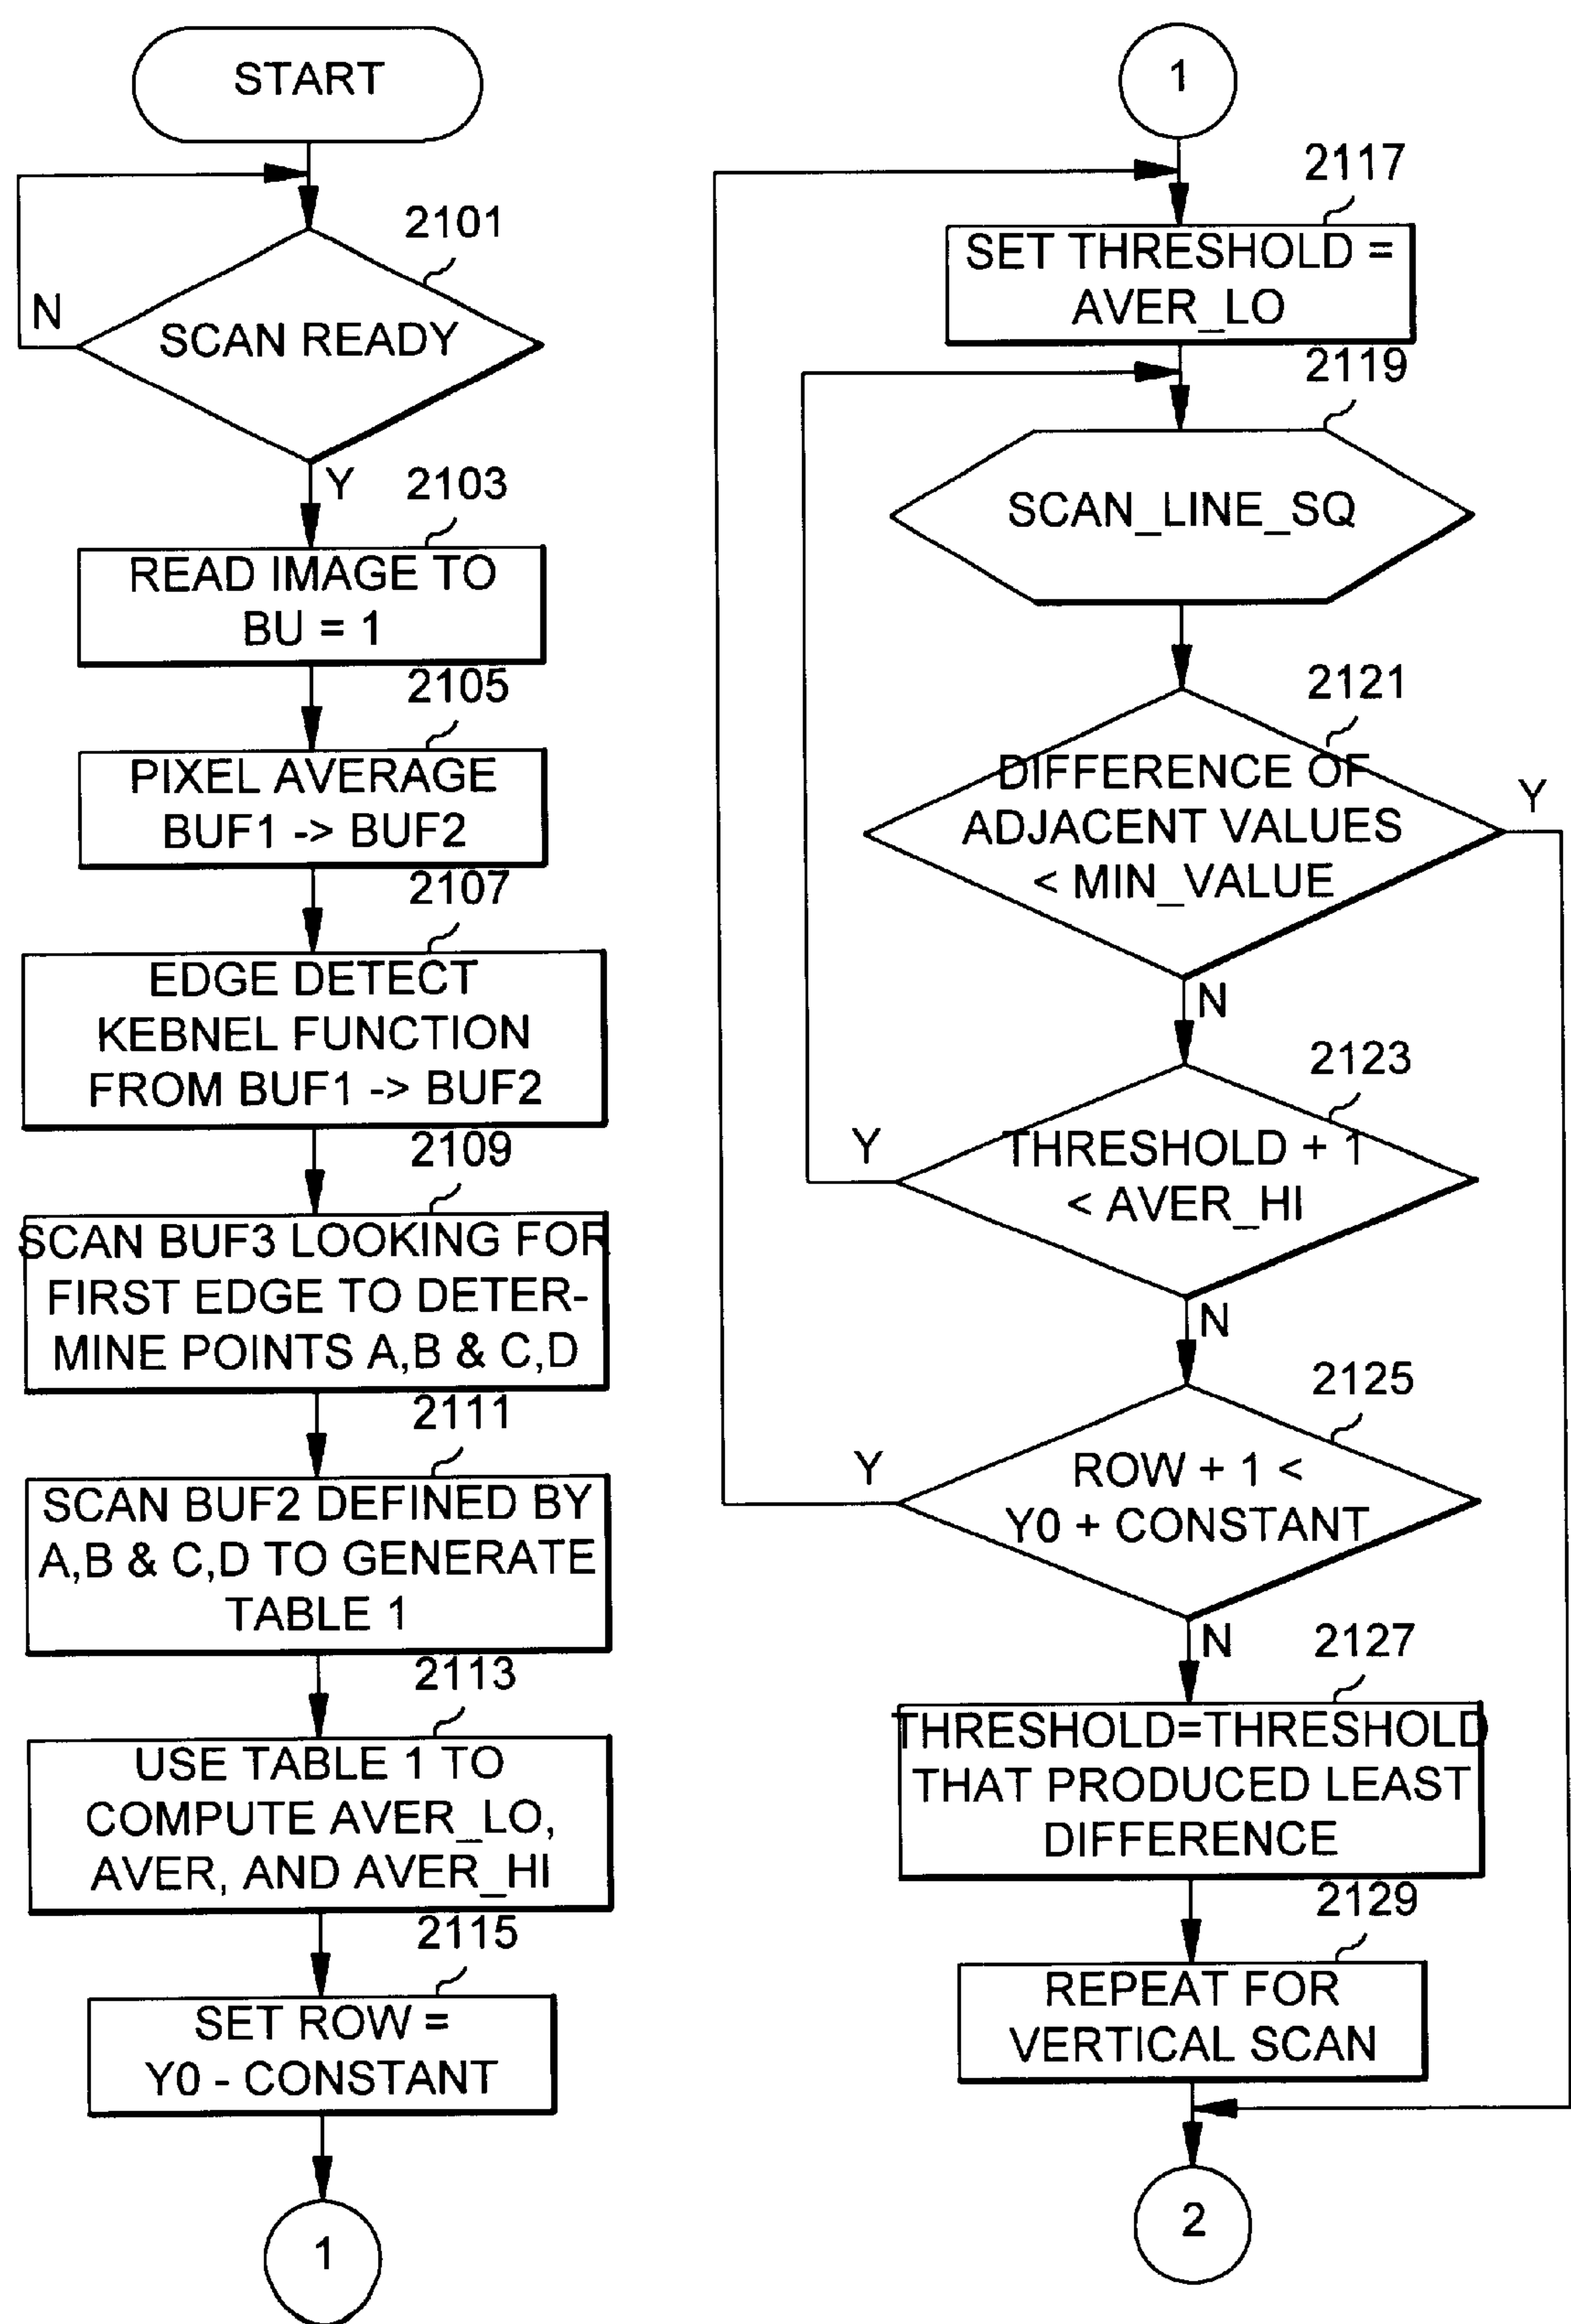 START
2101
N
SCAN READY
Y
2103
READ IMAGE TO
BU = 1
2105
PIXEL AVERAGE
BUF1 -> BUF2
2107
EDGE DETECT
KEBNEL FUNCTION
FROM BUF1 -> BUF2
2109
SCAN BUF3 LOOKING FOR
FIRST EDGE TO DETER-
MINE POINTS A,B & C,D
2111
SCAN BUF2 DEFINED BY
A,B & C,D TO GENERATE
TABLE 1
2113
USE TABLE 1 TO
COMPUTE AVER_LO,
AVER, AND AVER_HI
2115
SET ROW =
Y0 - CONSTANT
1
1
2117
SET THRESHOLD =
AVER_LO
2119
SCAN_LINE_SQ
2121
DIFFERENCE OF
ADJACENT VALUES
< MIN_VALUE
Y
N
2123
Y
THRESHOLD + 1
< AVER_HI
N
2125
Y
ROW + 1 <
Y0 + CONSTANT
N
2127
THRESHOLD=THRESHOLD
THAT PRODUCED LEAST
DIFFERENCE
2129
REPEAT FOR
VERTICAL SCAN
2